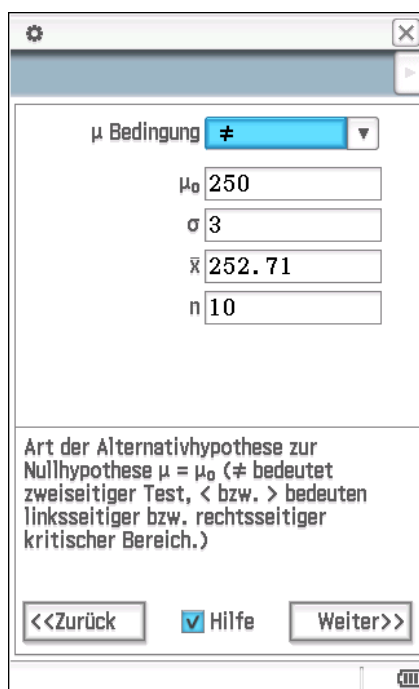 μ Bedingung ≠
μ₀ 250
σ 3
x̄ 252.71
n 10
Art der Alternativhypothese zur
Nullhypothese μ = μ₀ (≠ bedeutet
zweiseitiger Test, < bzw. > bedeuten
linksseitiger bzw. rechtsseitiger
kritischer Bereich.)
<<Zurück Hilfe Weiter>>